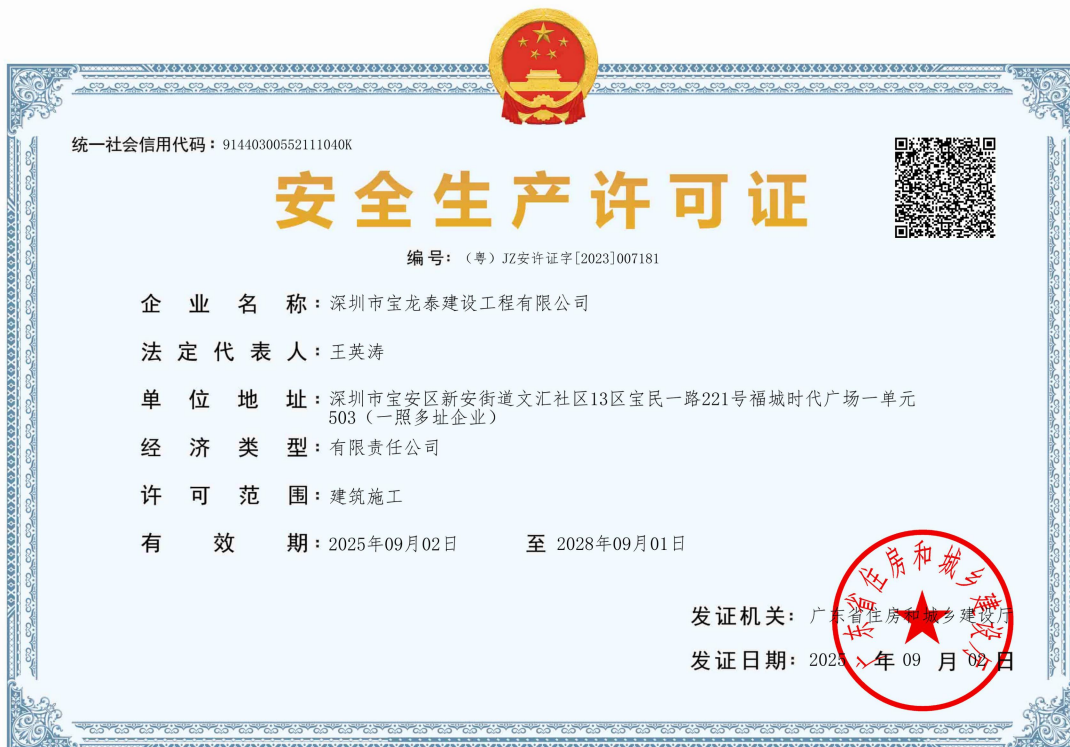 统一社会信用代码：91440300552111040K
安全生产许可证
编号：（粤）JZ安许证字[2023]007181
企业名称：深圳市宝龙泰建设工程有限公司
法定代表人：王英涛
单位地址：深圳市宝安区新安街道文汇社区13区宝民一路221号福城时代广场一单元
503（一照多址企业）
经济类型：有限责任公司
许可范围：建筑施工
有效期：2025年09月02日 至 2028年09月01日
发证机关：广东省住房和城乡建设厅
发证日期：2025年09月02日
广东省住房和城乡建设厅